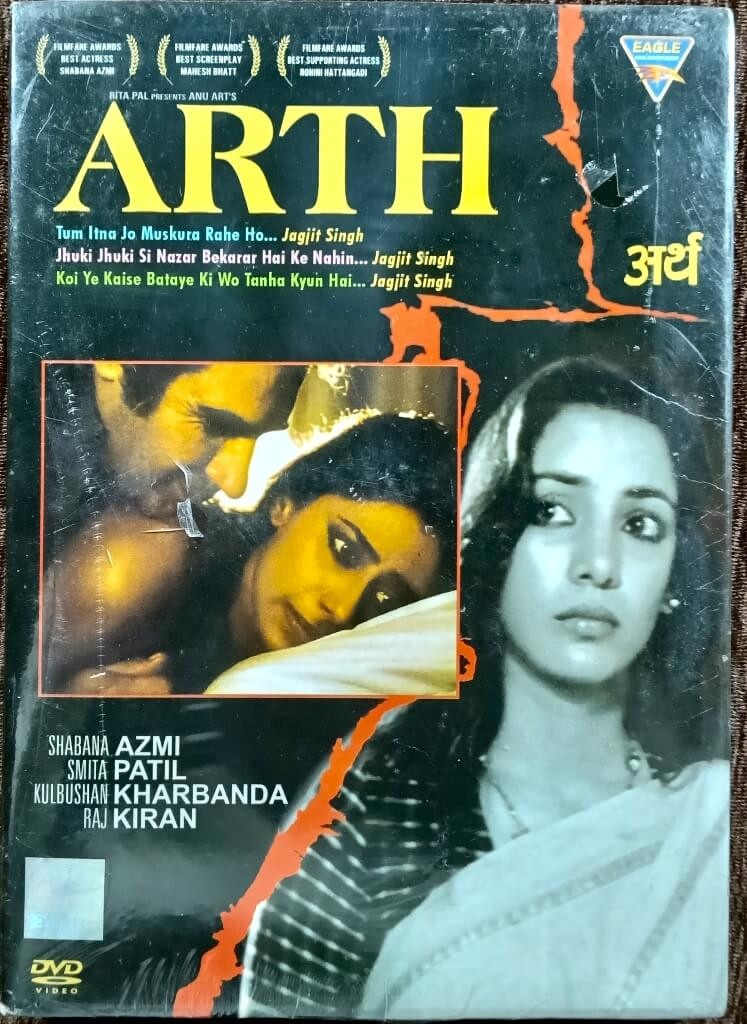 FILMFARE AWARDS
BEST ACTRESS
SHABANA AZMI
FILMFARE AWARDS
BEST SCREENPLAY
MAHESH BHATT
FILMFARE AWARDS
BEST SUPPORTING ACTRESS
ROHINI HATTANGADI
EAGLE
RITA PAL PRESENTS ANU ART'S
ARTH
Tum Itna Jo Muskura Rahe Ho... Jagjit Singh
Jhuki Jhuki Si Nazar Bekarar Hai Ke Nahin... Jagjit Singh
Koi Ye Kaise Bataye Ki Wo Tanha Kyun Hai... Jagjit Singh
अर्थ
SHABANA AZMI
SMITA PATIL
KULBUSHAN KHARBANDA
RAJ KIRAN
DVD
VIDEO